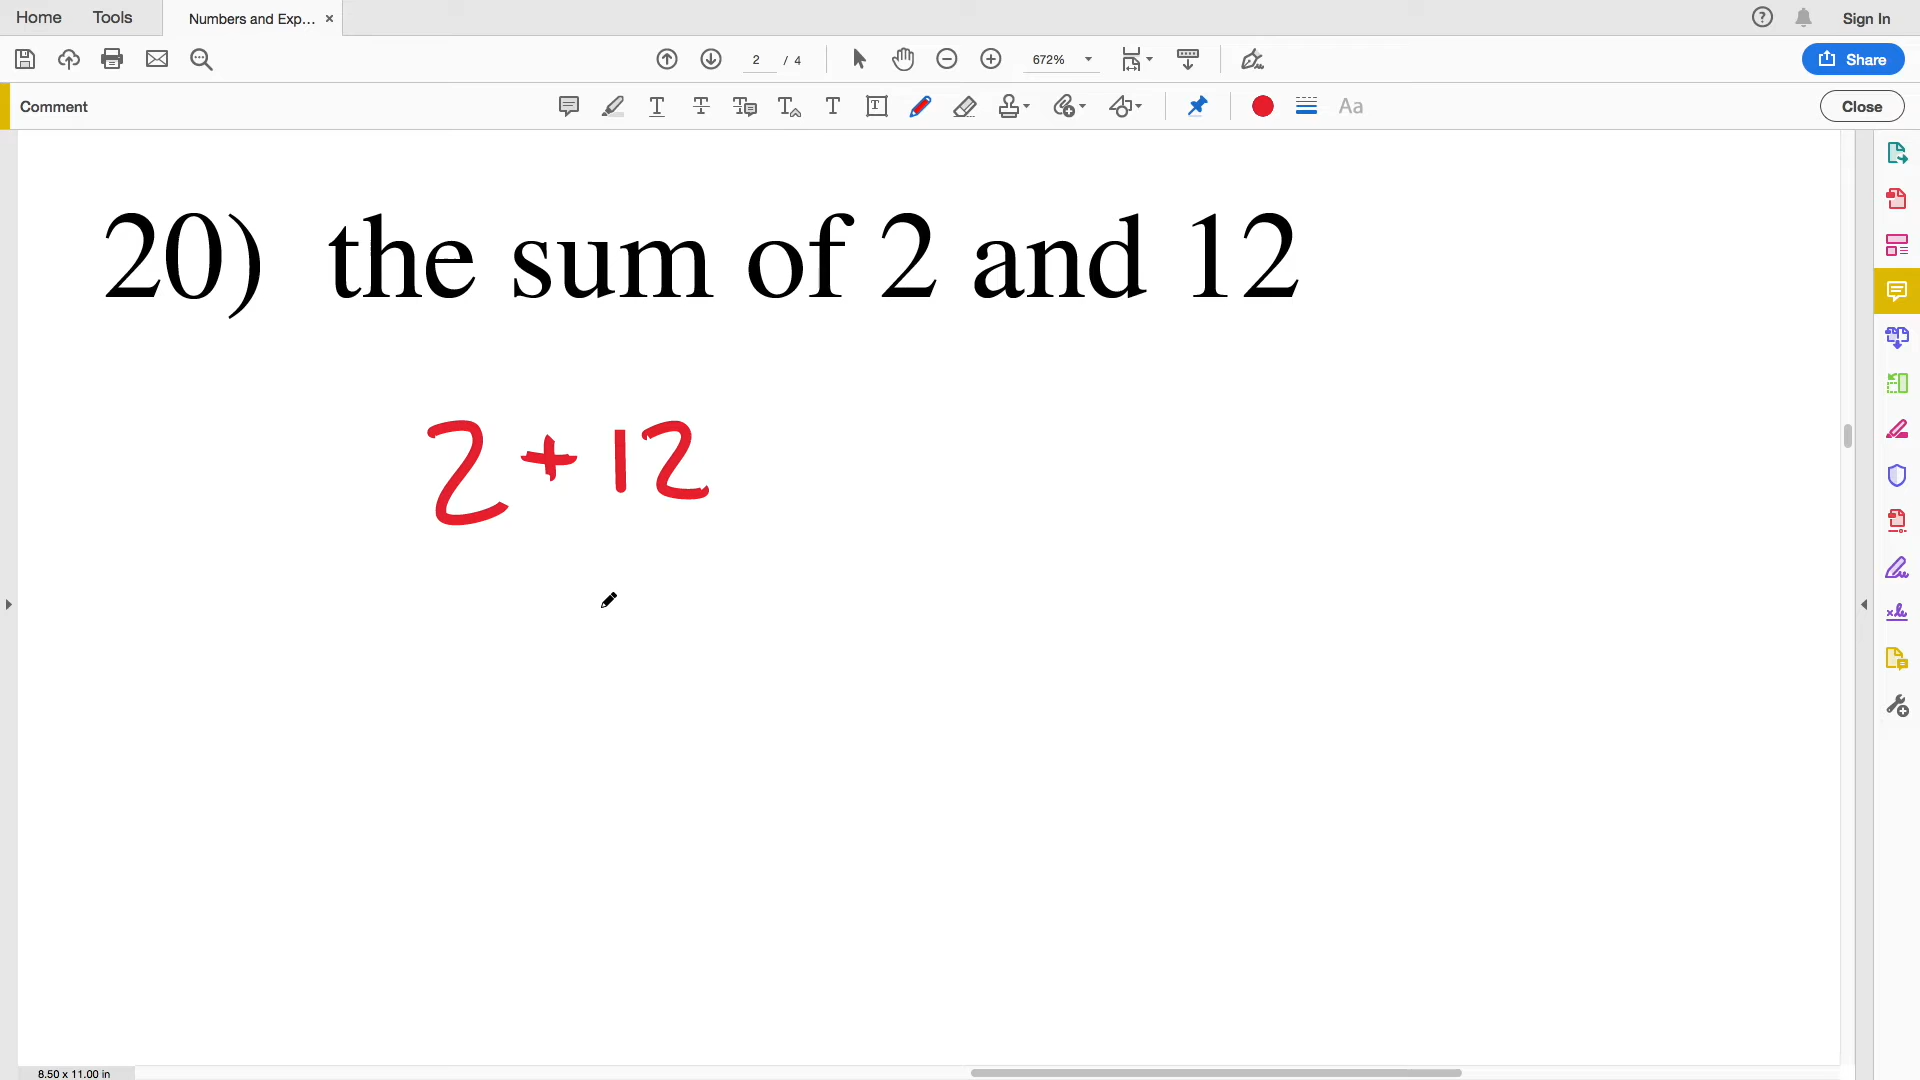 Home Tools Numbers and Exp... × Sign In
2 / 4 672% Share
Comment Aa Close
20) the sum of 2 and 12
2 + 12
8.50 x 11.00 in